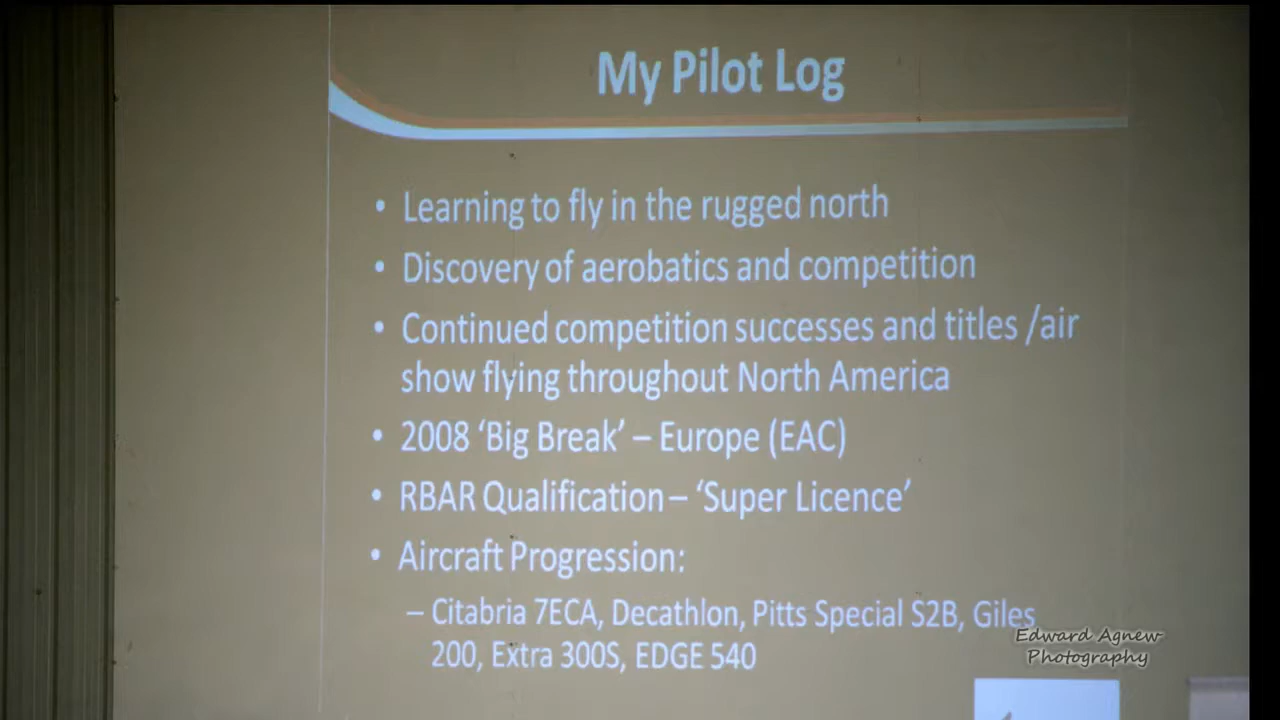 My Pilot Log
• Learning to fly in the rugged north
• Discovery of aerobatics and competition
• Continued competition successes and titles /air
show flying throughout North America
• 2008 ‘Big Break’ – Europe (EAC)
• RBAR Qualification – ‘Super Licence’
• Aircraft Progression:
– Citabria 7ECA, Decathlon, Pitts Special S2B, Giles
200, Extra 300S, EDGE 540
Edward Agnew
Photography